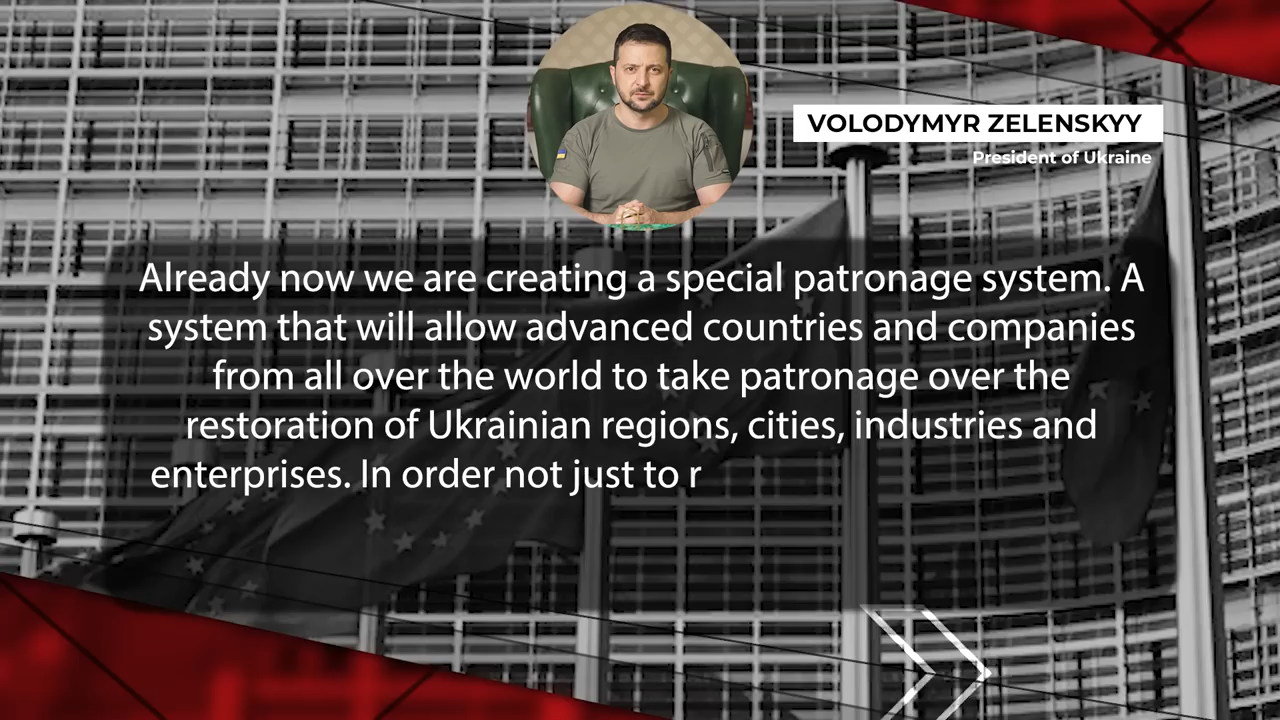 VOLODYMYR ZELENSKYY
President of Ukraine
Already now we are creating a special patronage system. A
system that will allow advanced countries and companies
from all over the world to take patronage over the
restoration of Ukrainian regions, cities, industries and
enterprises. In order not just to r